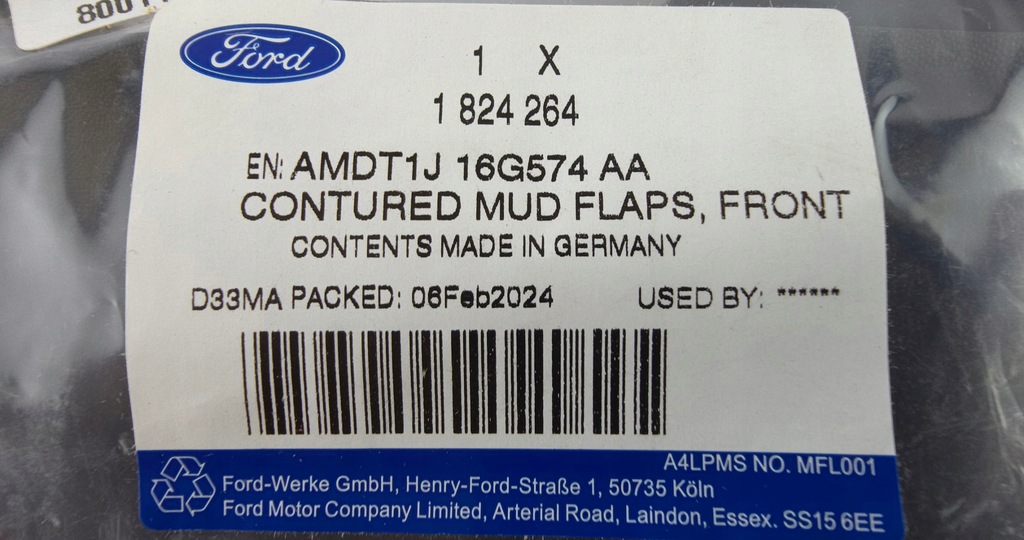 Ford
1 X
1 824 264
EN: AMDT1J 16G574 AA
CONTURED MUD FLAPS, FRONT
CONTENTS MADE IN GERMANY
D33MA PACKED: 06Feb2024 USED BY: ******
A4LPMS NO. MFL001
Ford-Werke GmbH, Henry-Ford-Straße 1, 50735 Köln
Ford Motor Company Limited, Arterial Road, Laindon, Essex. SS15 6EE